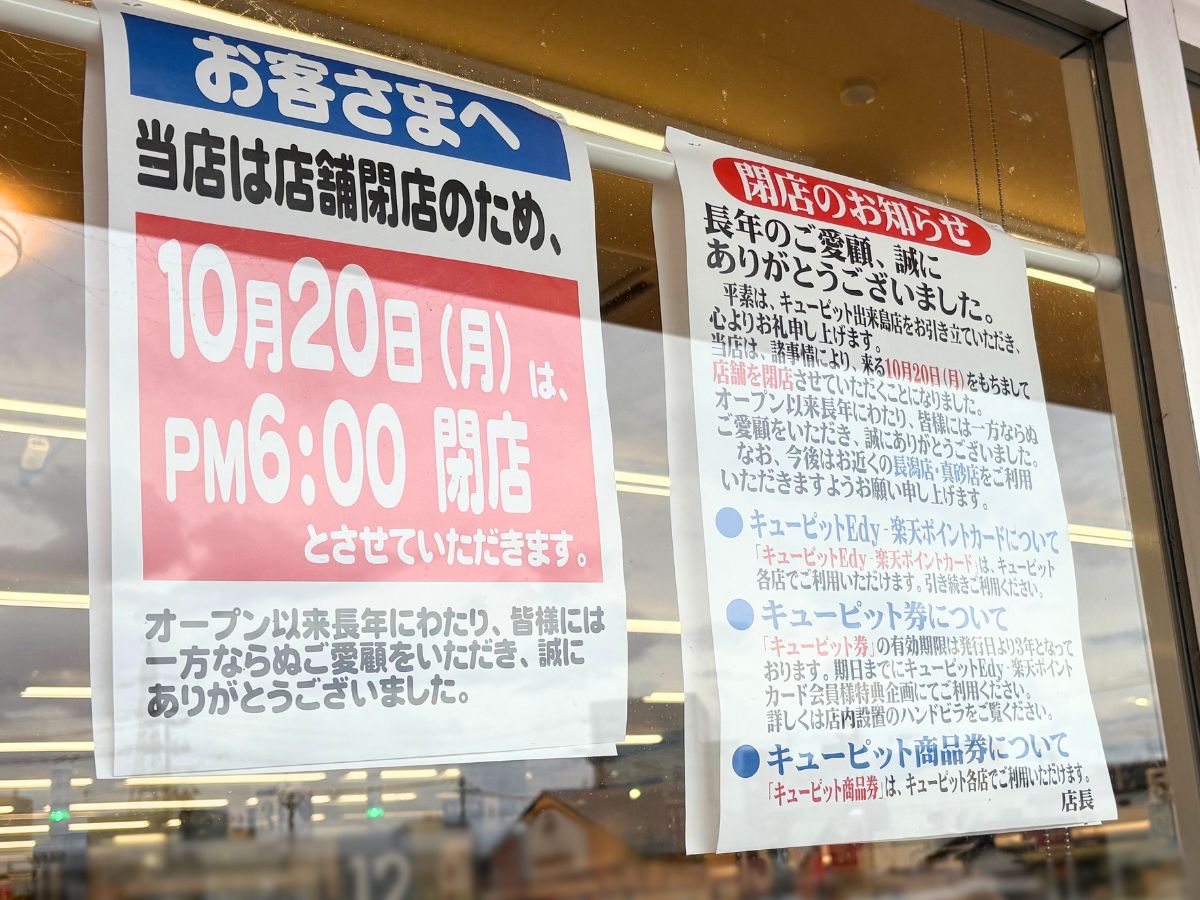 お客さまへ
当店は店舗閉店のため、
10月20日（月）は、
PM6:00 閉店
とさせていただきます。
オープン以来長年にわたり、皆様には
一方ならぬご愛顧をいただき、誠に
ありがとうございました。
閉店のお知らせ
長年のご愛顧、誠に
ありがとうございました。
平素は、キューピット出来島店をお引き立ていただき、
心よりお礼申し上げます。
当店は、諸事情により、来る10月20日（月）をもちまして
店舗を閉店させていただくことになりました。
オープン以来長年にわたり、皆様には一方ならぬ
ご愛顧をいただき、誠にありがとうございました。
なお、今後はお近くの長潟店・真砂店をご利用
いただきますようお願い申し上げます。
●キューピットEdy-楽天ポイントカードについて
「キューピットEdy-楽天ポイントカード」は、キューピット
各店でご利用いただけます。引き続きご利用ください。
●キューピット券について
「キューピット券」の有効期限は発行日より3年となって
おります。期日までにキューピットEdy-楽天ポイント
カード会員様特典企画にてご利用ください。
詳しくは店内設置のハンドビラをご覧ください。
●キューピット商品券について
「キューピット商品券」は、キューピット各店でご利用いただけます。
店長
12